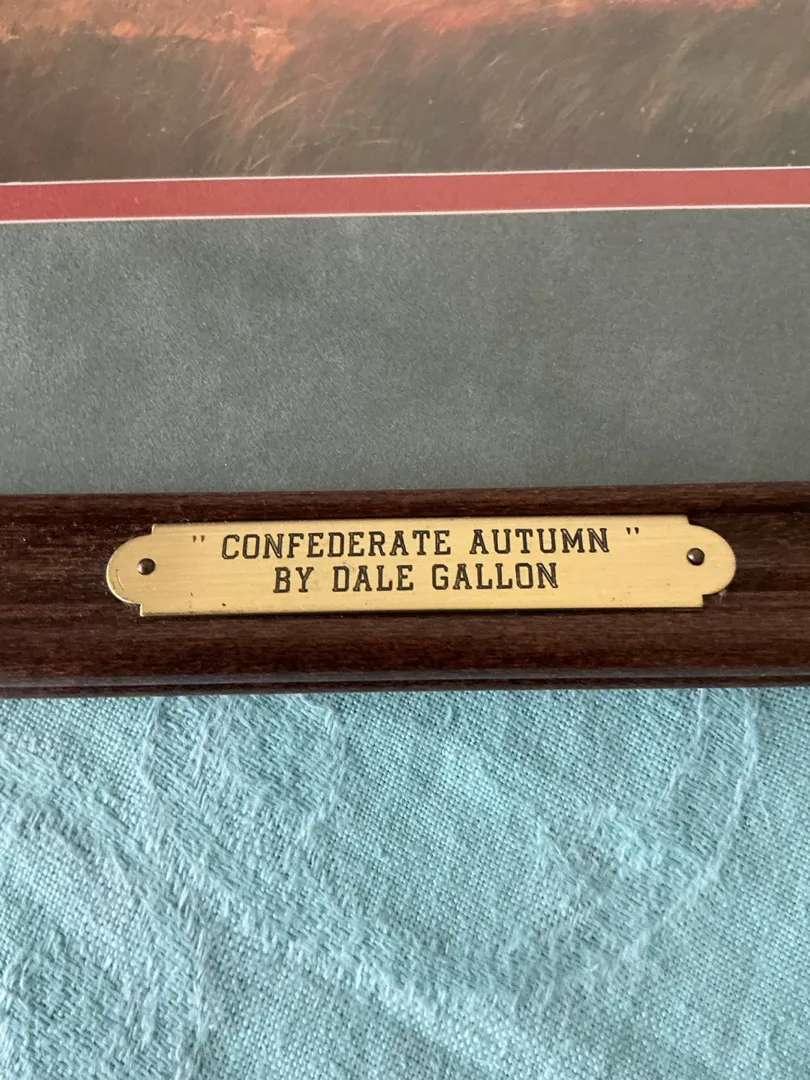 " CONFEDERATE AUTUMN "
BY DALE GALLON